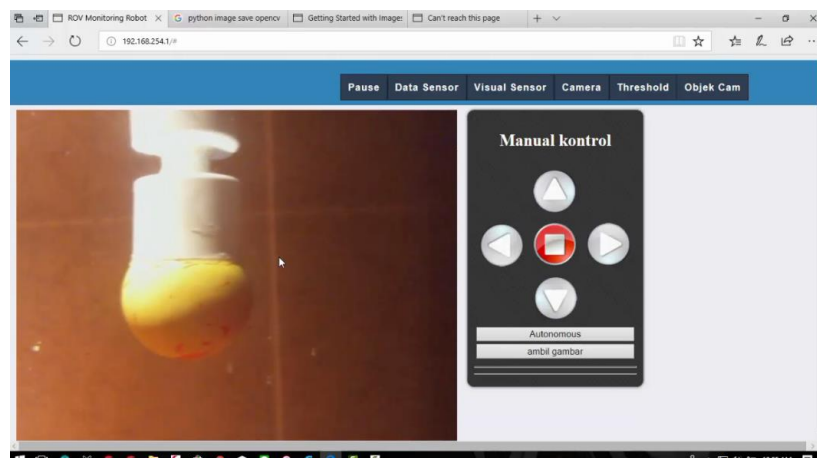 ROV Monitoring Robot
python image save opencv
Getting Started with Images
Can't reach this page
192.168.254.1/#
Pause Data Sensor Visual Sensor Camera Threshold Objek Cam
Manual kontrol
Autonomous
ambil gambar